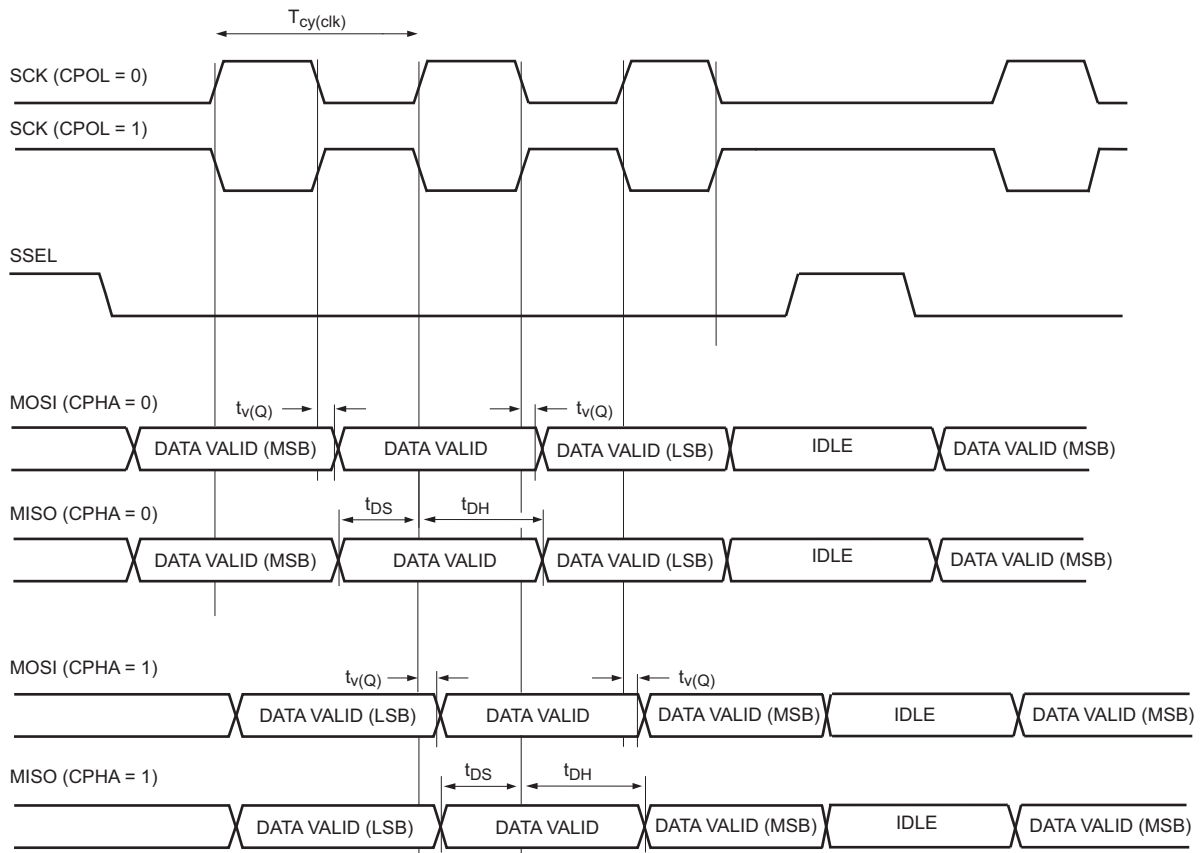 Tcy(clk)
SCK (CPOL = 0)
SCK (CPOL = 1)
SSEL
MOSI (CPHA = 0)
tv(Q) tv(Q)
DATA VALID (MSB) DATA VALID DATA VALID (LSB) IDLE DATA VALID (MSB)
MISO (CPHA = 0)
tDS tDH
DATA VALID (MSB) DATA VALID DATA VALID (LSB) IDLE DATA VALID (MSB)
MOSI (CPHA = 1)
tv(Q) tv(Q)
DATA VALID (LSB) DATA VALID DATA VALID (MSB) IDLE DATA VALID (MSB)
MISO (CPHA = 1)
tDS tDH
DATA VALID (LSB) DATA VALID DATA VALID (MSB) IDLE DATA VALID (MSB)